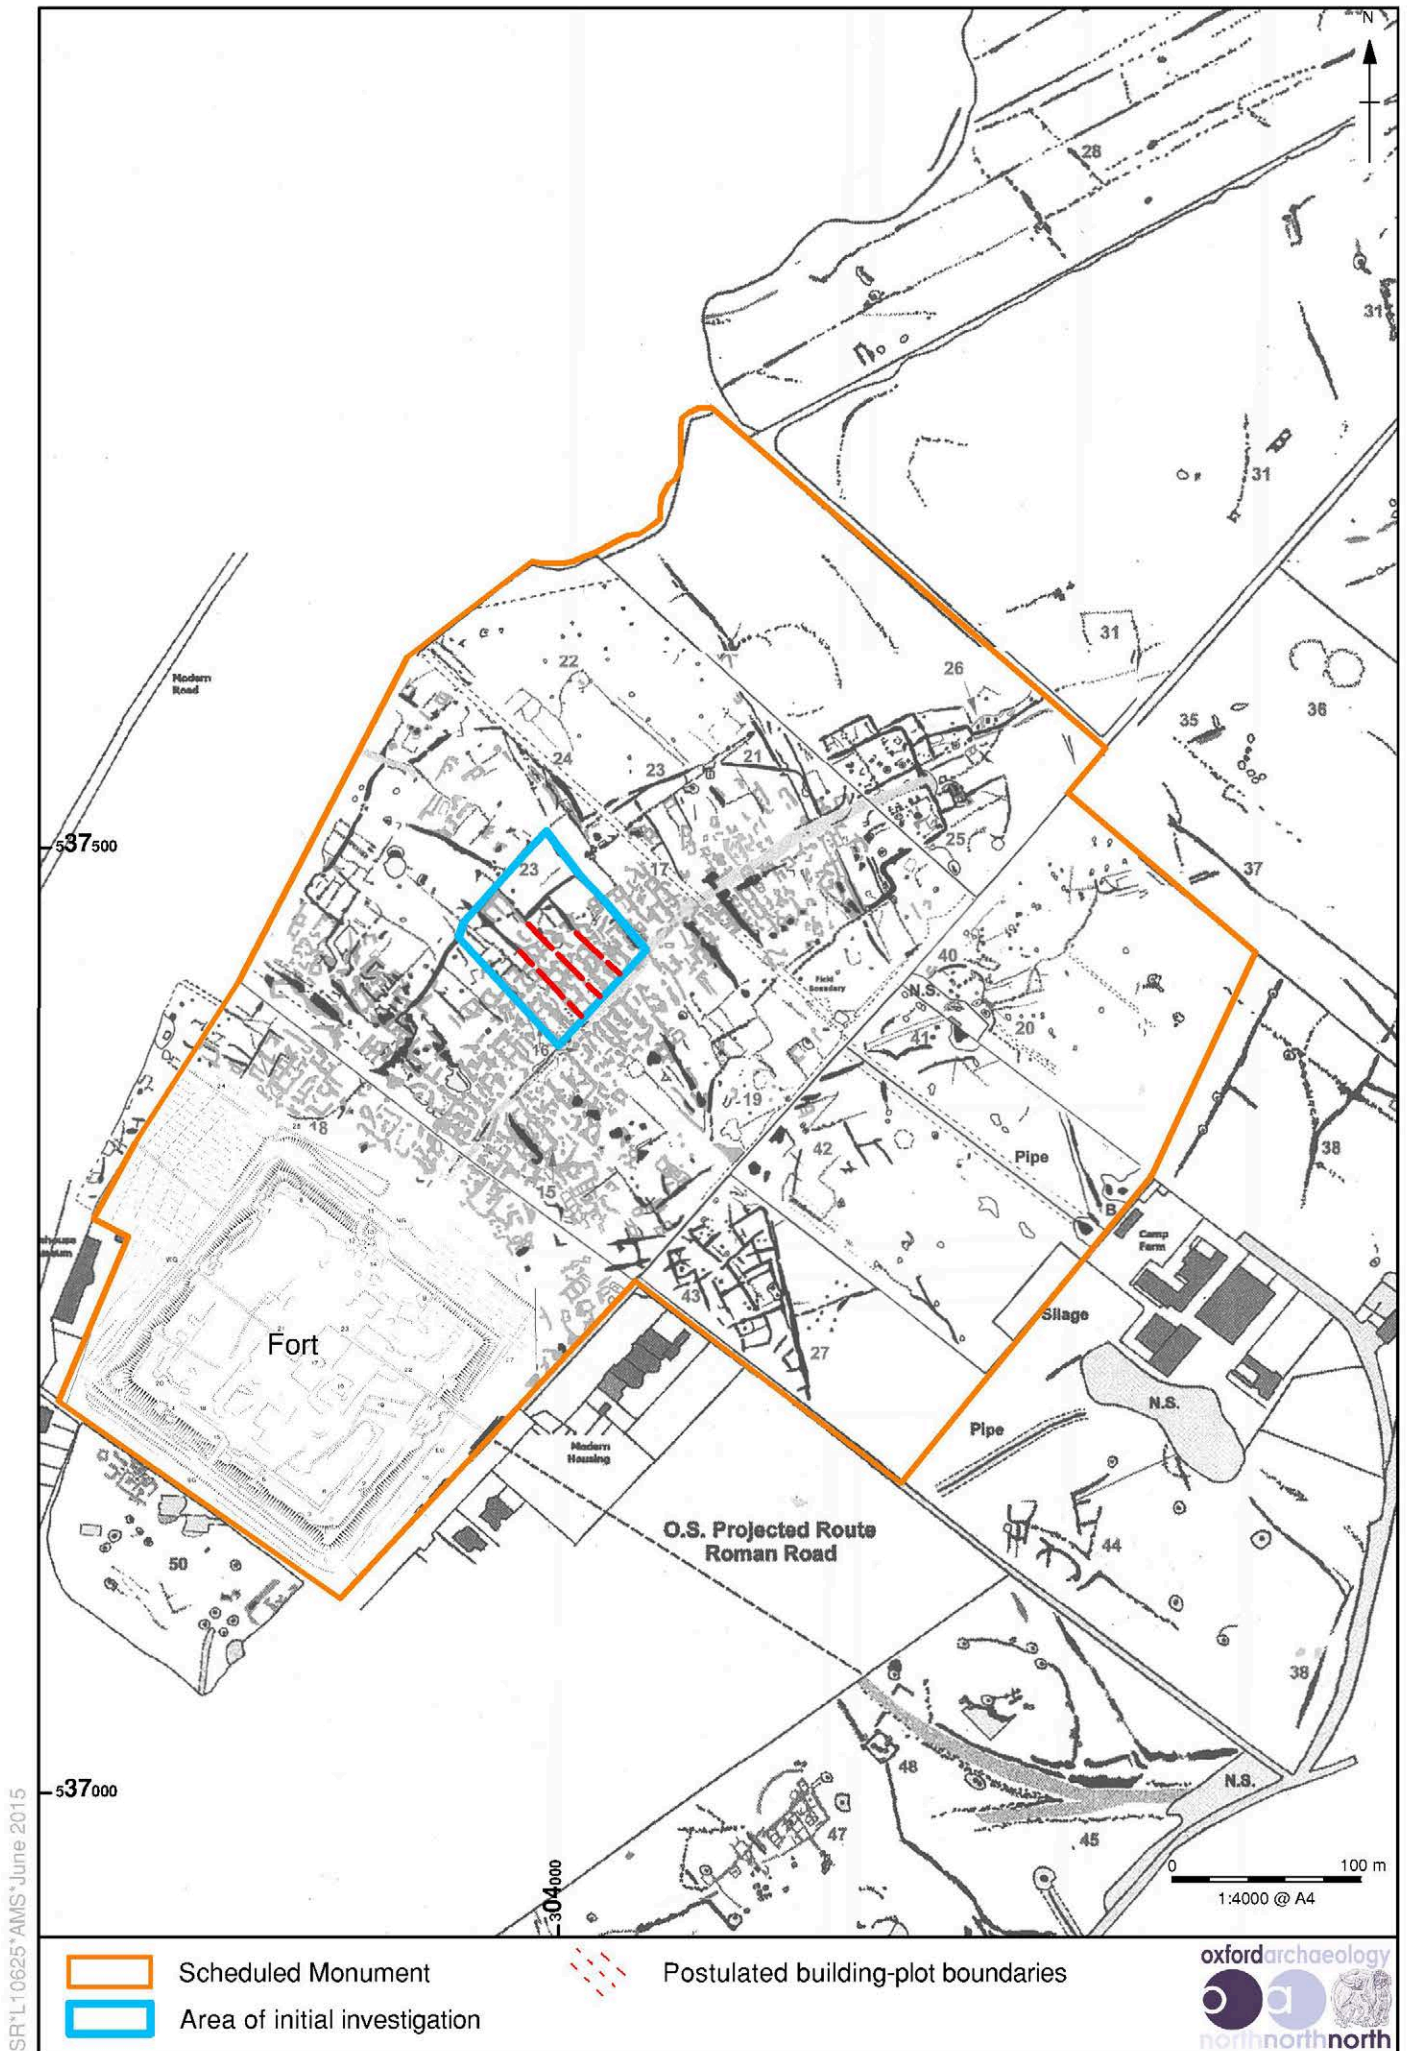 N
28
31
31
31
26
36
35
Modern
Road
22
24
23
21
25
17
537500
23
37
40
Field
Boundary
N.S.
20
41
16
19
18
42
Pipe
38
15
B
Camp
Farm
43
Silage
Fort
27
N.S.
Pipe
Modern
Housing
O.S. Projected Route
Roman Road
44
50
38
48
N.S.
537000
47
45
0 100 m
1:4000 @ A4
304000
SR*L10625*AMS*June 2015
Scheduled Monument
Postulated building-plot boundaries
Area of initial investigation
oxfordarchaeology
northnorthnorth